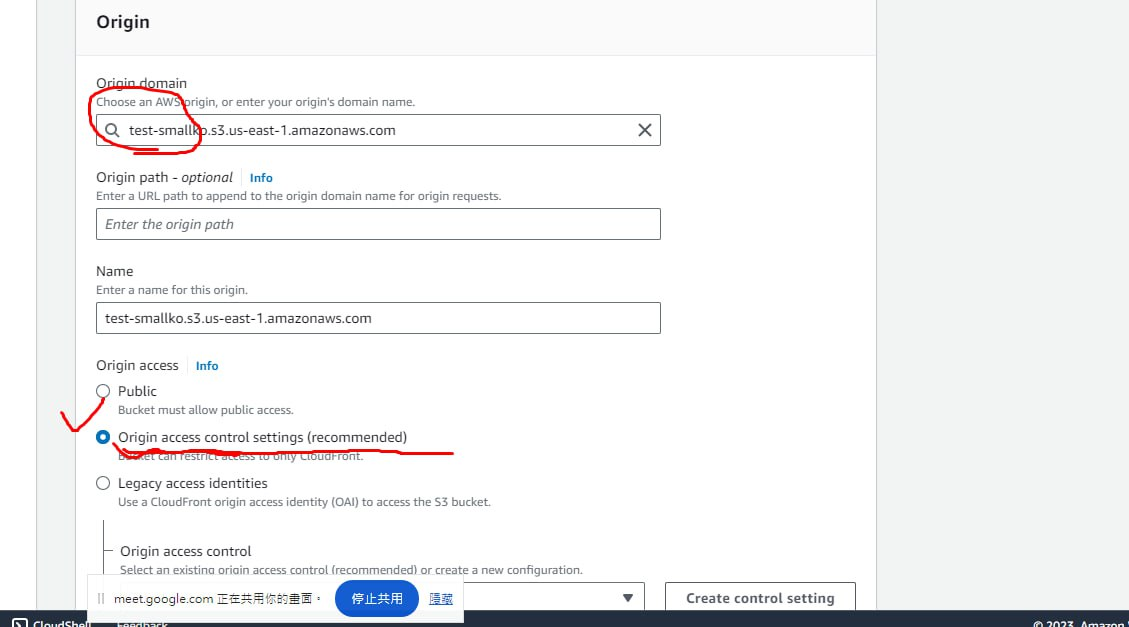 Origin
Origin domain
Choose an AWS origin, or enter your origin's domain name.
test-smallko.s3.us-east-1.amazonaws.com
Origin path - optional Info
Enter a URL path to append to the origin domain name for origin requests.
Enter the origin path
Name
Enter a name for this origin.
test-smallko.s3.us-east-1.amazonaws.com
Origin access Info
Public
Bucket must allow public access.
Origin access control settings (recommended)
Bucket can restrict access to only CloudFront.
Legacy access identities
Use a CloudFront origin access identity (OAI) to access the S3 bucket.
Origin access control
Select an existing origin access control (recommended) or create a new configuration.
meet.google.com 正在共用你的畫面。 停止共用 隱藏
Create control setting
CloudShell Feedback © 2023, Amazon